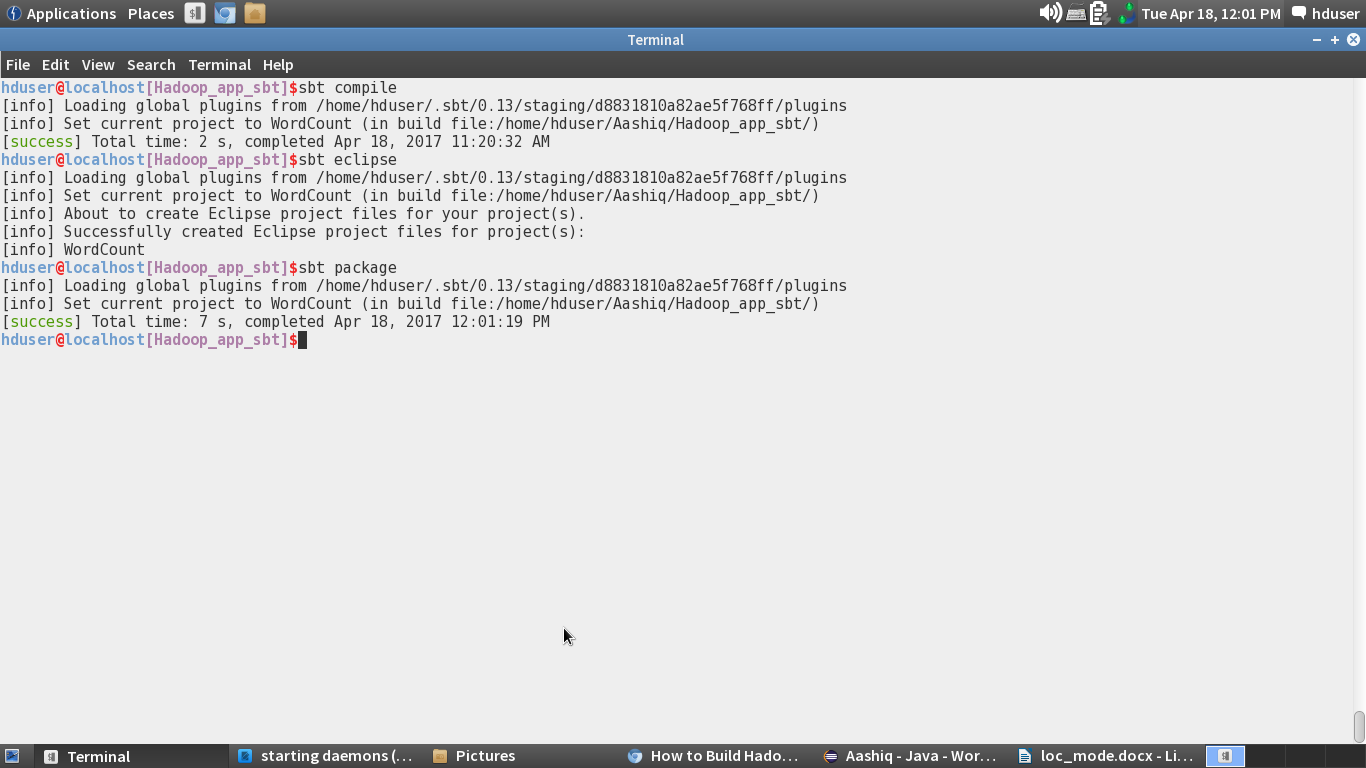 Applications Places Tue Apr 18, 12:01 PM hduser
Terminal
File Edit View Search Terminal Help
hduser@localhost[Hadoop_app_sbt]$sbt compile
[info] Loading global plugins from /home/hduser/.sbt/0.13/staging/d8831810a82ae5f768ff/plugins
[info] Set current project to WordCount (in build file:/home/hduser/Aashiq/Hadoop_app_sbt/)
[success] Total time: 2 s, completed Apr 18, 2017 11:20:32 AM
hduser@localhost[Hadoop_app_sbt]$sbt eclipse
[info] Loading global plugins from /home/hduser/.sbt/0.13/staging/d8831810a82ae5f768ff/plugins
[info] Set current project to WordCount (in build file:/home/hduser/Aashiq/Hadoop_app_sbt/)
[info] About to create Eclipse project files for your project(s).
[info] Successfully created Eclipse project files for project(s):
[info] WordCount
hduser@localhost[Hadoop_app_sbt]$sbt package
[info] Loading global plugins from /home/hduser/.sbt/0.13/staging/d8831810a82ae5f768ff/plugins
[info] Set current project to WordCount (in build file:/home/hduser/Aashiq/Hadoop_app_sbt/)
[success] Total time: 7 s, completed Apr 18, 2017 12:01:19 PM
hduser@localhost[Hadoop_app_sbt]$
Terminal starting daemons (... Pictures How to Build Hado... Aashiq - Java - Wor... loc_mode.docx - Li...